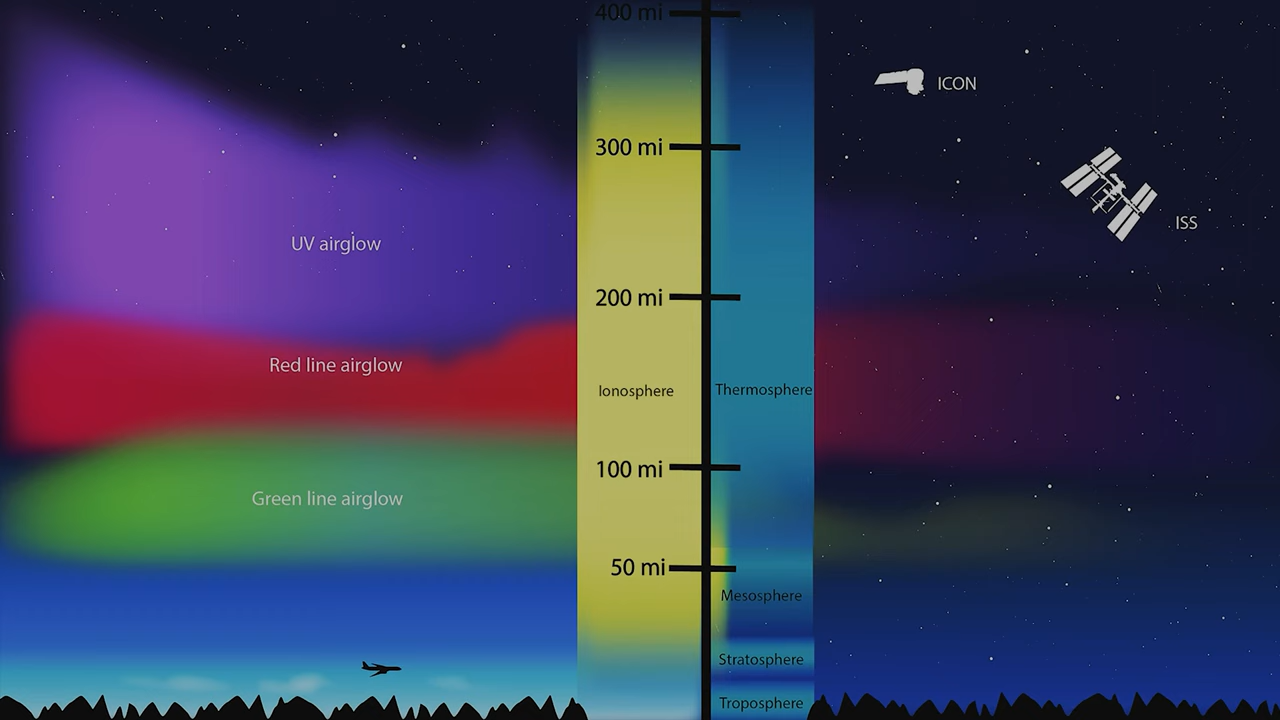 400 mi
ICON
300 mi
ISS
UV airglow
200 mi
Red line airglow
Ionosphere
Thermosphere
100 mi
Green line airglow
50 mi
Mesosphere
Stratosphere
Troposphere